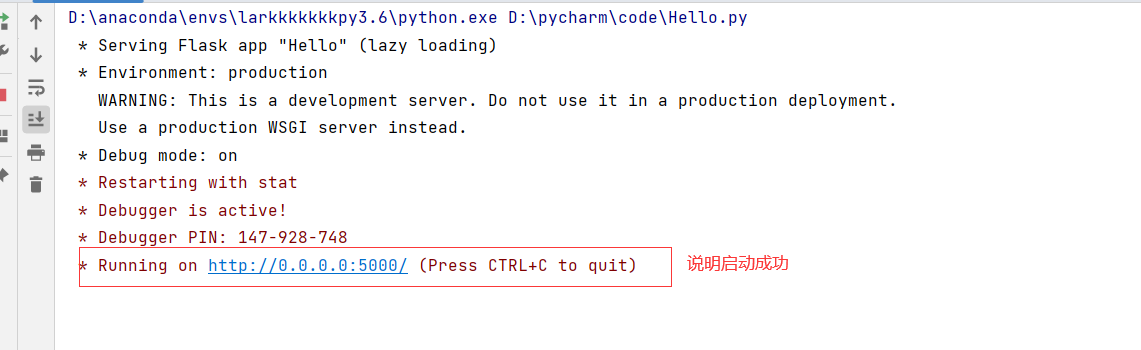 D:\anaconda\envs\larkkkkkkkpy3.6\python.exe D:\pycharm\code\Hello.py
* Serving Flask app "Hello" (lazy loading)
* Environment: production
WARNING: This is a development server. Do not use it in a production deployment.
Use a production WSGI server instead.
* Debug mode: on
* Restarting with stat
* Debugger is active!
* Debugger PIN: 147-928-748
* Running on http://0.0.0.0:5000/ (Press CTRL+C to quit) 说明启动成功